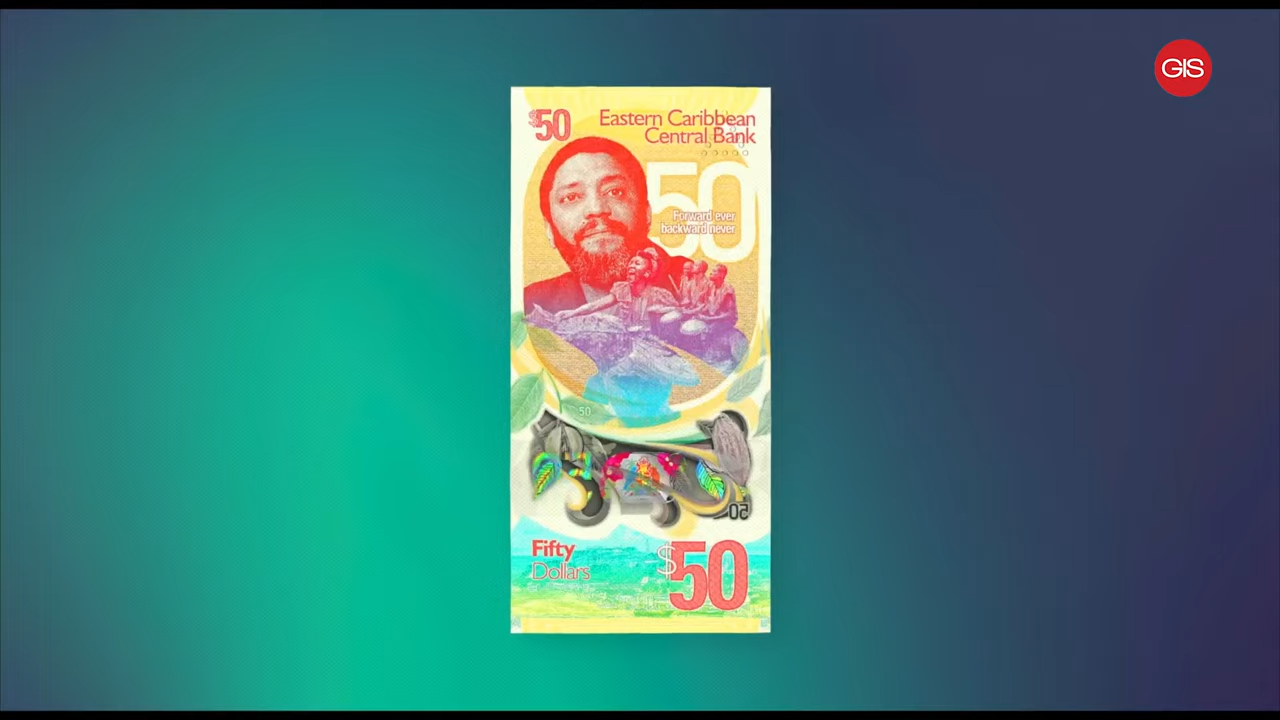 GIS
$50
Eastern Caribbean
Central Bank
50
Forward ever
backward never
50
50
Fifty
Dollars
$50